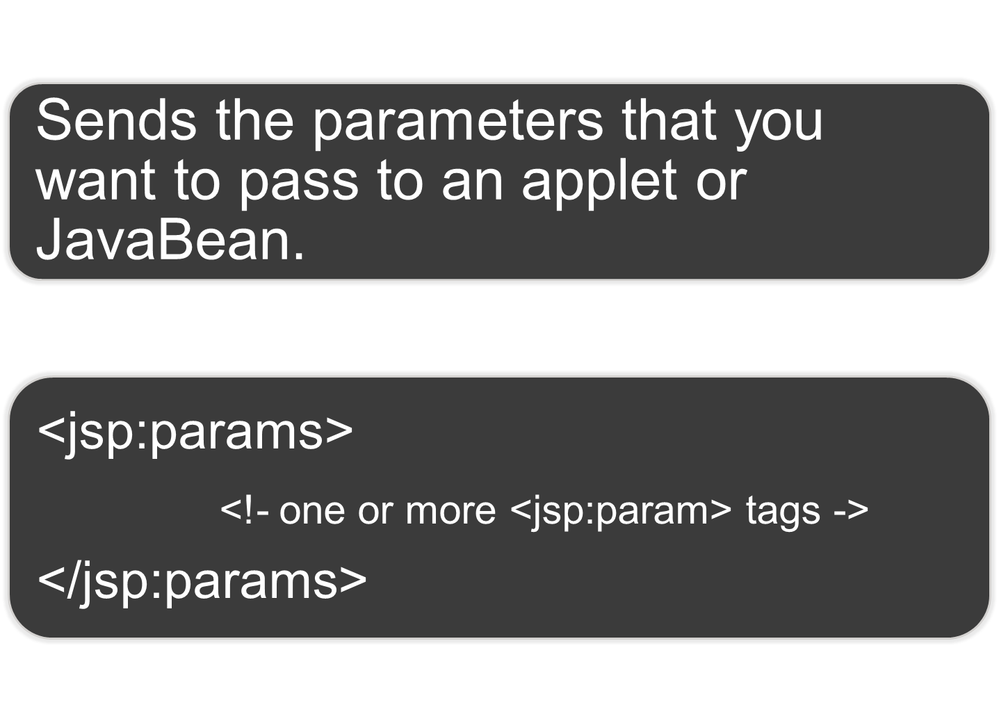 Sends the parameters that you
want to pass to an applet or
JavaBean.
<jsp:params>
<!- one or more <jsp:param> tags ->
</jsp:params>